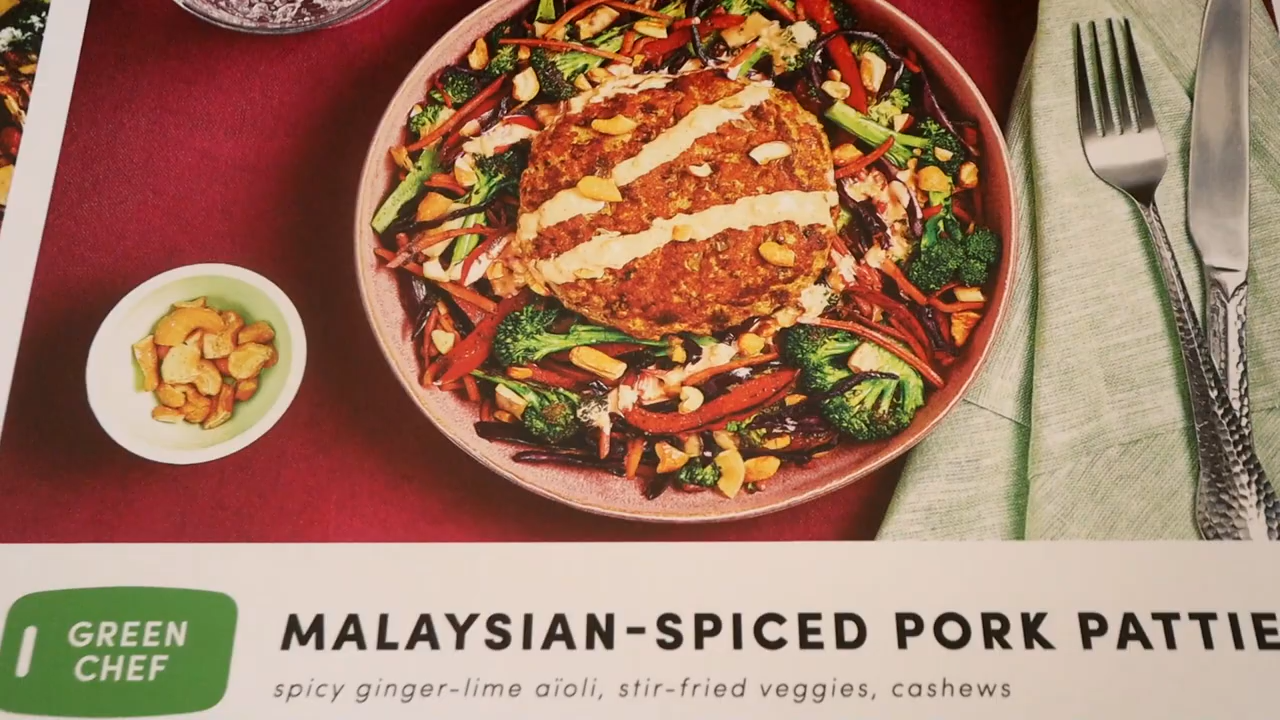 GREEN
CHEF
MALAYSIAN-SPICED PORK PATTIE
spicy ginger-lime aïoli, stir-fried veggies, cashews